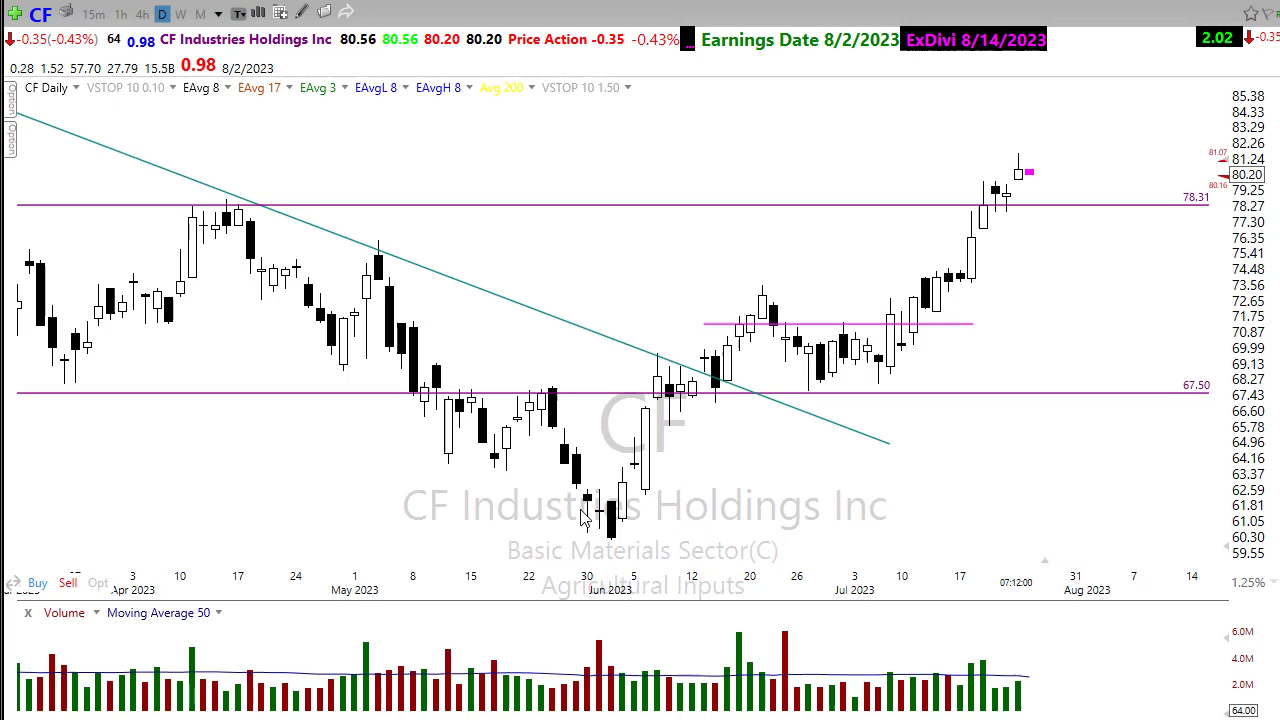 CF 15m 1h 4h D W M T
-0.35(-0.43%) 64 0.98 CF Industries Holdings Inc 80.56 80.56 80.20 80.20 Price Action -0.35 -0.43% ... Earnings Date 8/2/2023 ExDivi 8/14/2023 2.02 -0.35
0.28 1.52 57.70 27.79 15.5B 0.98 8/2/2023
CF Daily VSTOP 10 0.10 EAvg 8 EAvg 17 EAvg 3 EAvgL 8 EAvgH 8 Avg 200 VSTOP 10 1.50
Option
Option
85.38
84.33
83.29
82.26
81.07
81.24
80.20
80.16
79.25
78.31
78.27
77.30
76.35
75.41
74.48
73.56
72.65
71.75
70.87
69.99
69.13
68.27
67.50
67.43
66.60
65.78
64.96
64.16
63.37
62.59
61.81
61.05
60.30
59.55
CF
CF Industries Holdings Inc
Basic Materials Sector(C)
Agricultural Inputs
Buy Sell Opt
3 10 17 24 1 8 15 22 30 5 12 20 26 3 10 17 07:12:00 31 7 14 1.25%
Apr 2023 May 2023 Jun 2023 Jul 2023 Aug 2023
X Volume Moving Average 50
6.0M
4.0M
2.0M
64.00